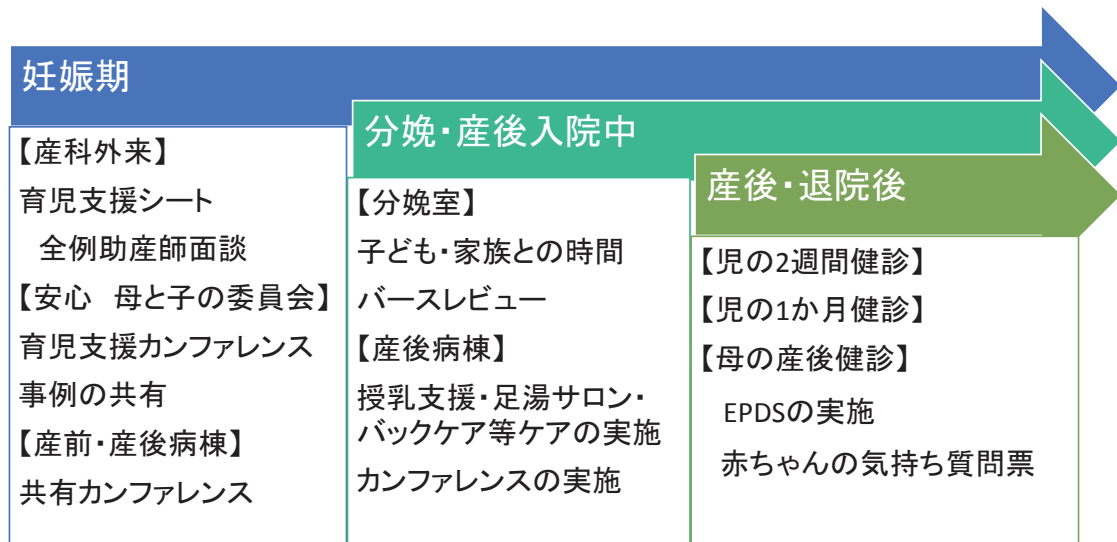 妊娠期
【産科外来】
育児支援シート
全例助産師面談
【安心　母と子の委員会】
育児支援カンファレンス
事例の共有
【産前・産後病棟】
共有カンファレンス
分娩・産後入院中
【分娩室】
子ども・家族との時間
バースレビュー
【産後病棟】
授乳支援・足湯サロン・
バックケア等ケアの実施
カンファレンスの実施
産後・退院後
【児の2週間健診】
【児の1か月健診】
【母の産後健診】
EPDSの実施
赤ちゃんの気持ち質問票